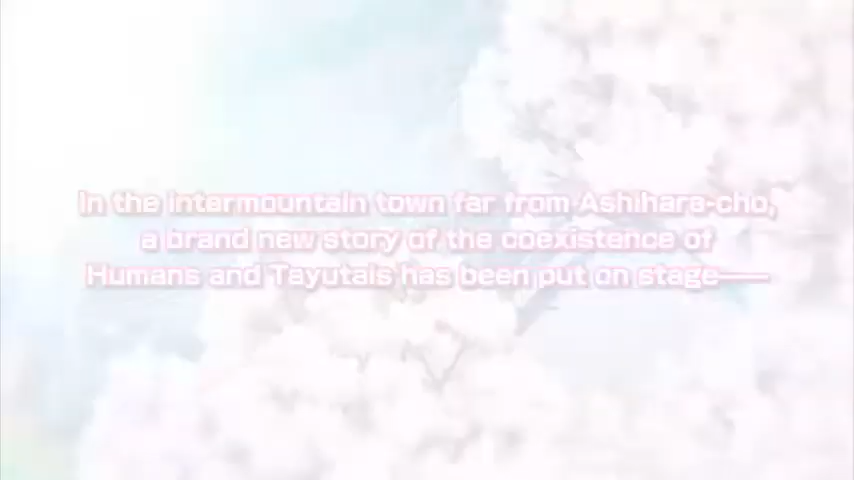 In the intermountain town far from Ashihara-cho,
a brand new story of the coexistence of
Humans and Tayutais has been put on stage——